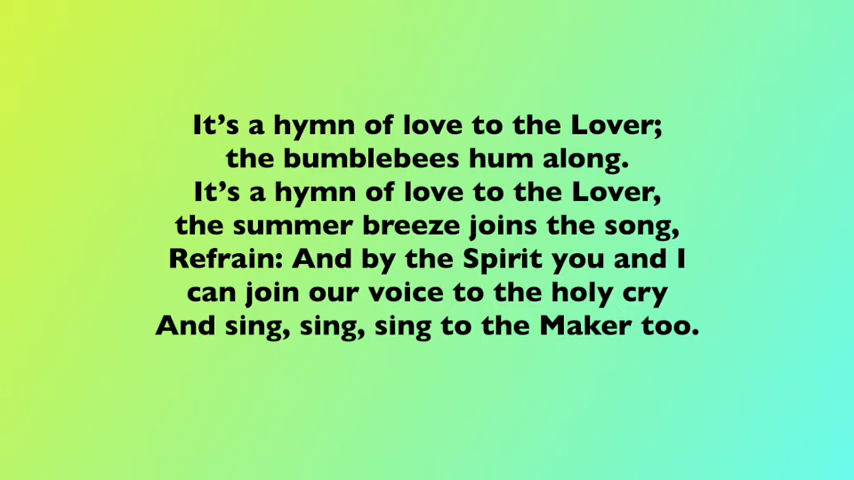 It’s a hymn of love to the Lover;
the bumblebees hum along.
It’s a hymn of love to the Lover,
the summer breeze joins the song,
Refrain: And by the Spirit you and I
can join our voice to the holy cry
And sing, sing, sing to the Maker too.